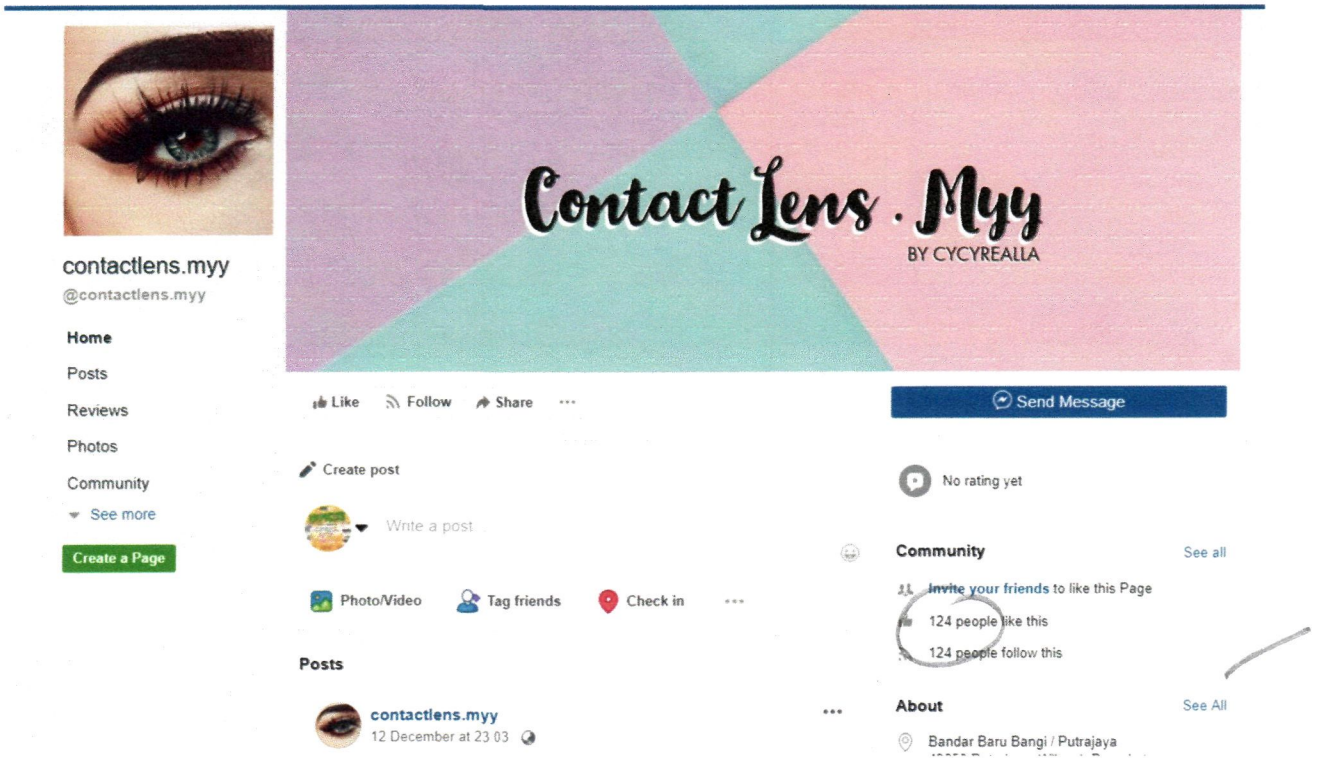 Contact Lens . Myy
BY CYCYREALLA
contactlens.myy
@contactlens.myy
Home
Posts
Reviews
Photos
Community
See more
Create a Page
Like Follow Share
Send Message
Create post
Write a post
Photo/Video Tag friends Check in
Posts
contactlens.myy
12 December at 23 03
No rating yet
Community See all
Invite your friends to like this Page
124 people like this
124 people follow this
About See All
Bandar Baru Bangi / Putrajaya